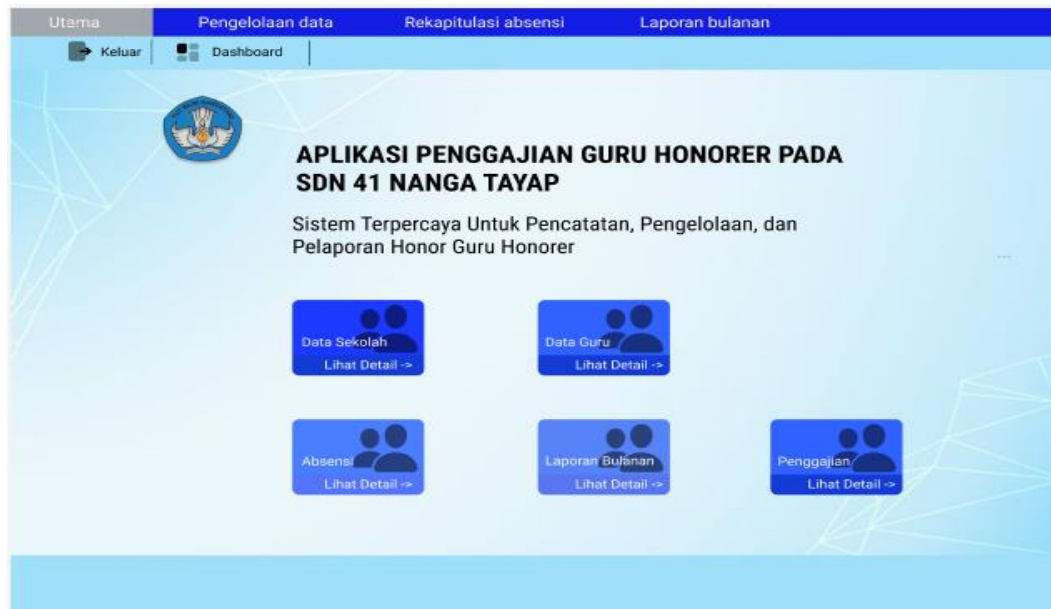 Utama Pengelolaan data Rekapitulasi absensi Laporan bulanan
Keluar Dashboard
APLIKASI PENGGAJIAN GURU HONORER PADA
SDN 41 NANGA TAYAP
Sistem Terpercaya Untuk Pencatatan, Pengelolaan, dan
Pelaporan Honor Guru Honorer
...
Data Sekolah
Lihat Detail ->
Data Guru
Lihat Detail ->
Absensi
Lihat Detail ->
Laporan Bulanan
Lihat Detail ->
Penggajian
Lihat Detail ->